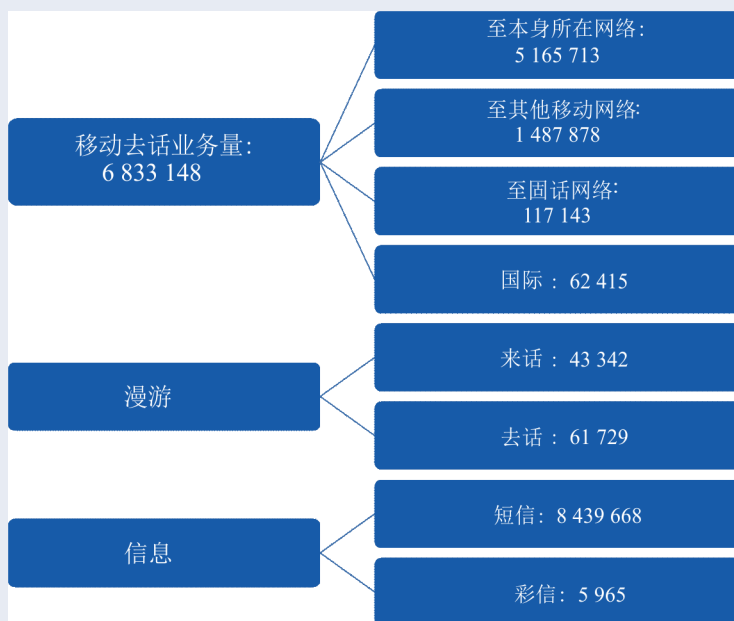 移动去话业务量:
6 833 148
至本身所在网络:
5 165 713
至其他移动网络:
1 487 878
至固话网络:
117 143
国际 : 62 415
漫游
来话 : 43 342
去话 : 61 729
信息
短信: 8 439 668
彩信: 5 965